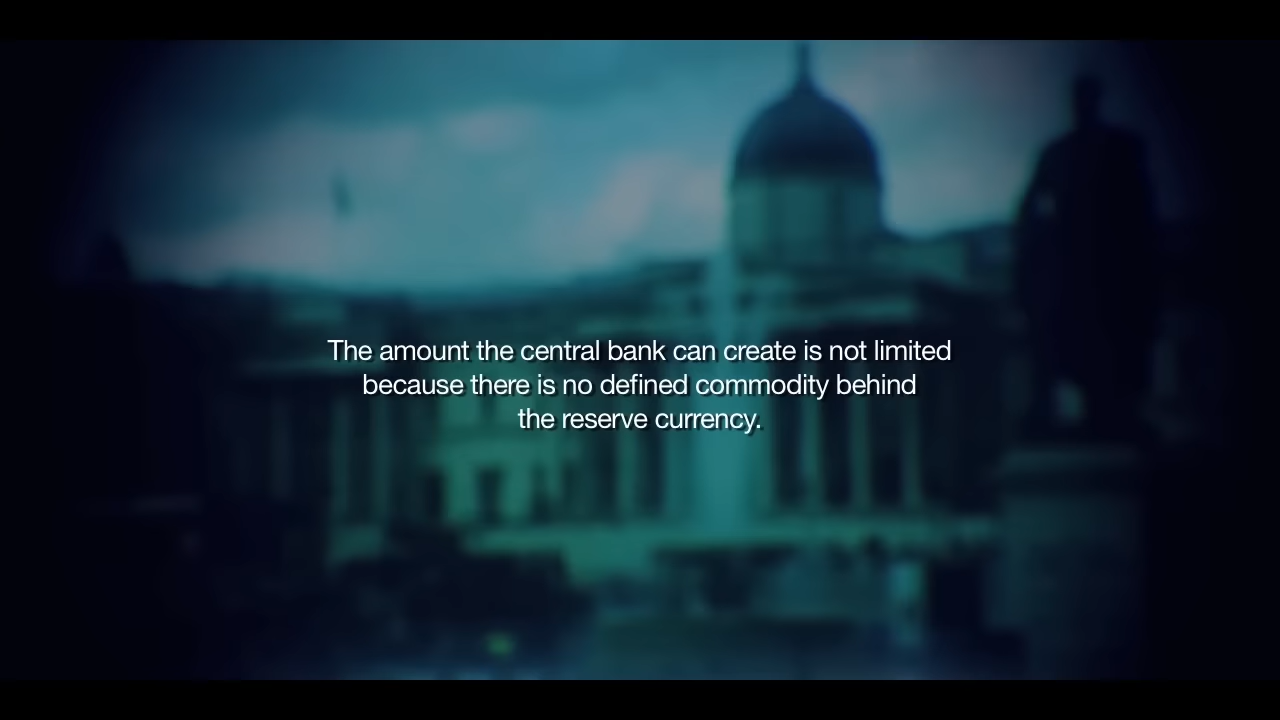 The amount the central bank can create is not limited
because there is no defined commodity behind
the reserve currency.